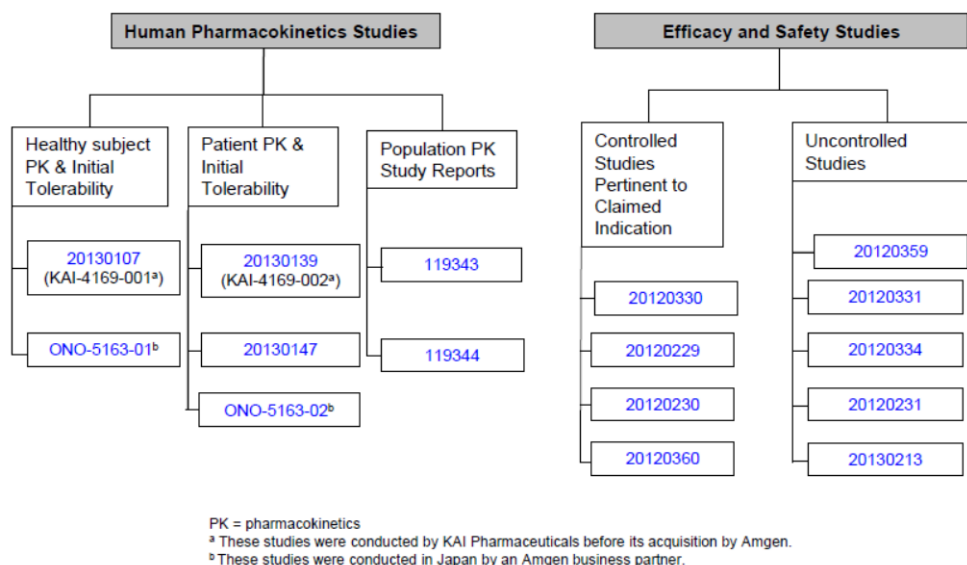 Human Pharmacokinetics Studies
Healthy subject
PK & Initial
Tolerability
20130107
(KAI-4169-001ᵃ)
ONO-5163-01ᵇ
Patient PK &
Initial
Tolerability
20130139
(KAI-4169-002ᵃ)
20130147
ONO-5163-02ᵇ
Population PK
Study Reports
119343
119344
Efficacy and Safety Studies
Controlled
Studies
Pertinent to
Claimed
Indication
20120330
20120229
20120230
20120360
Uncontrolled
Studies
20120359
20120331
20120334
20120231
20130213
PK = pharmacokinetics
ᵃ These studies were conducted by KAI Pharmaceuticals before its acquisition by Amgen.
ᵇ These studies were conducted in Japan by an Amgen business partner.